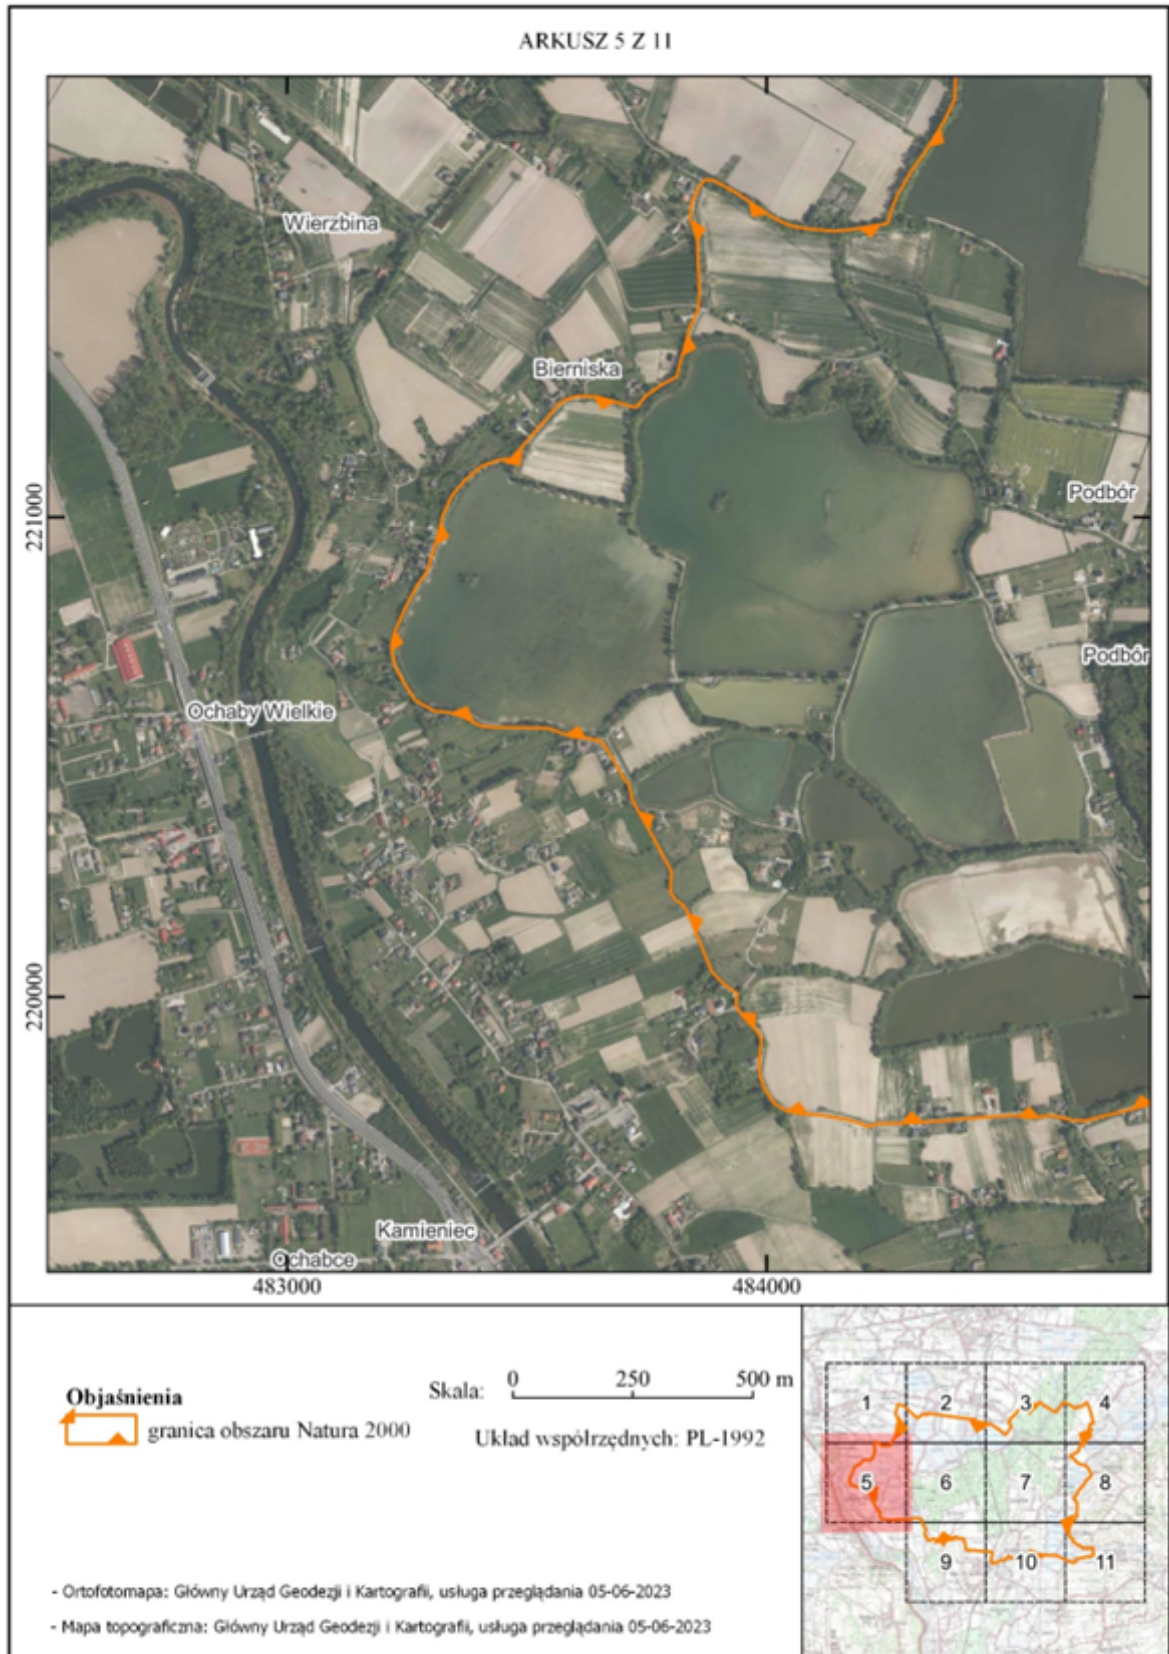 ARKUSZ 5 Z 11
Wierzbina
Bierniska
Podbór
221000
Podbór
Ochaby Wielkie
220000
Kamieniec
Ochabce
483000
484000
Objaśnienia
granica obszaru Natura 2000
Skala: 0 250 500 m
Układ współrzędnych: PL-1992
1 2 3 4
5 6 7 8
9 10 11
- Ortofotomapa: Główny Urząd Geodezji i Kartografii, usługa przeglądania 05-06-2023
- Mapa topograficzna: Główny Urząd Geodezji i Kartografii, usługa przeglądania 05-06-2023